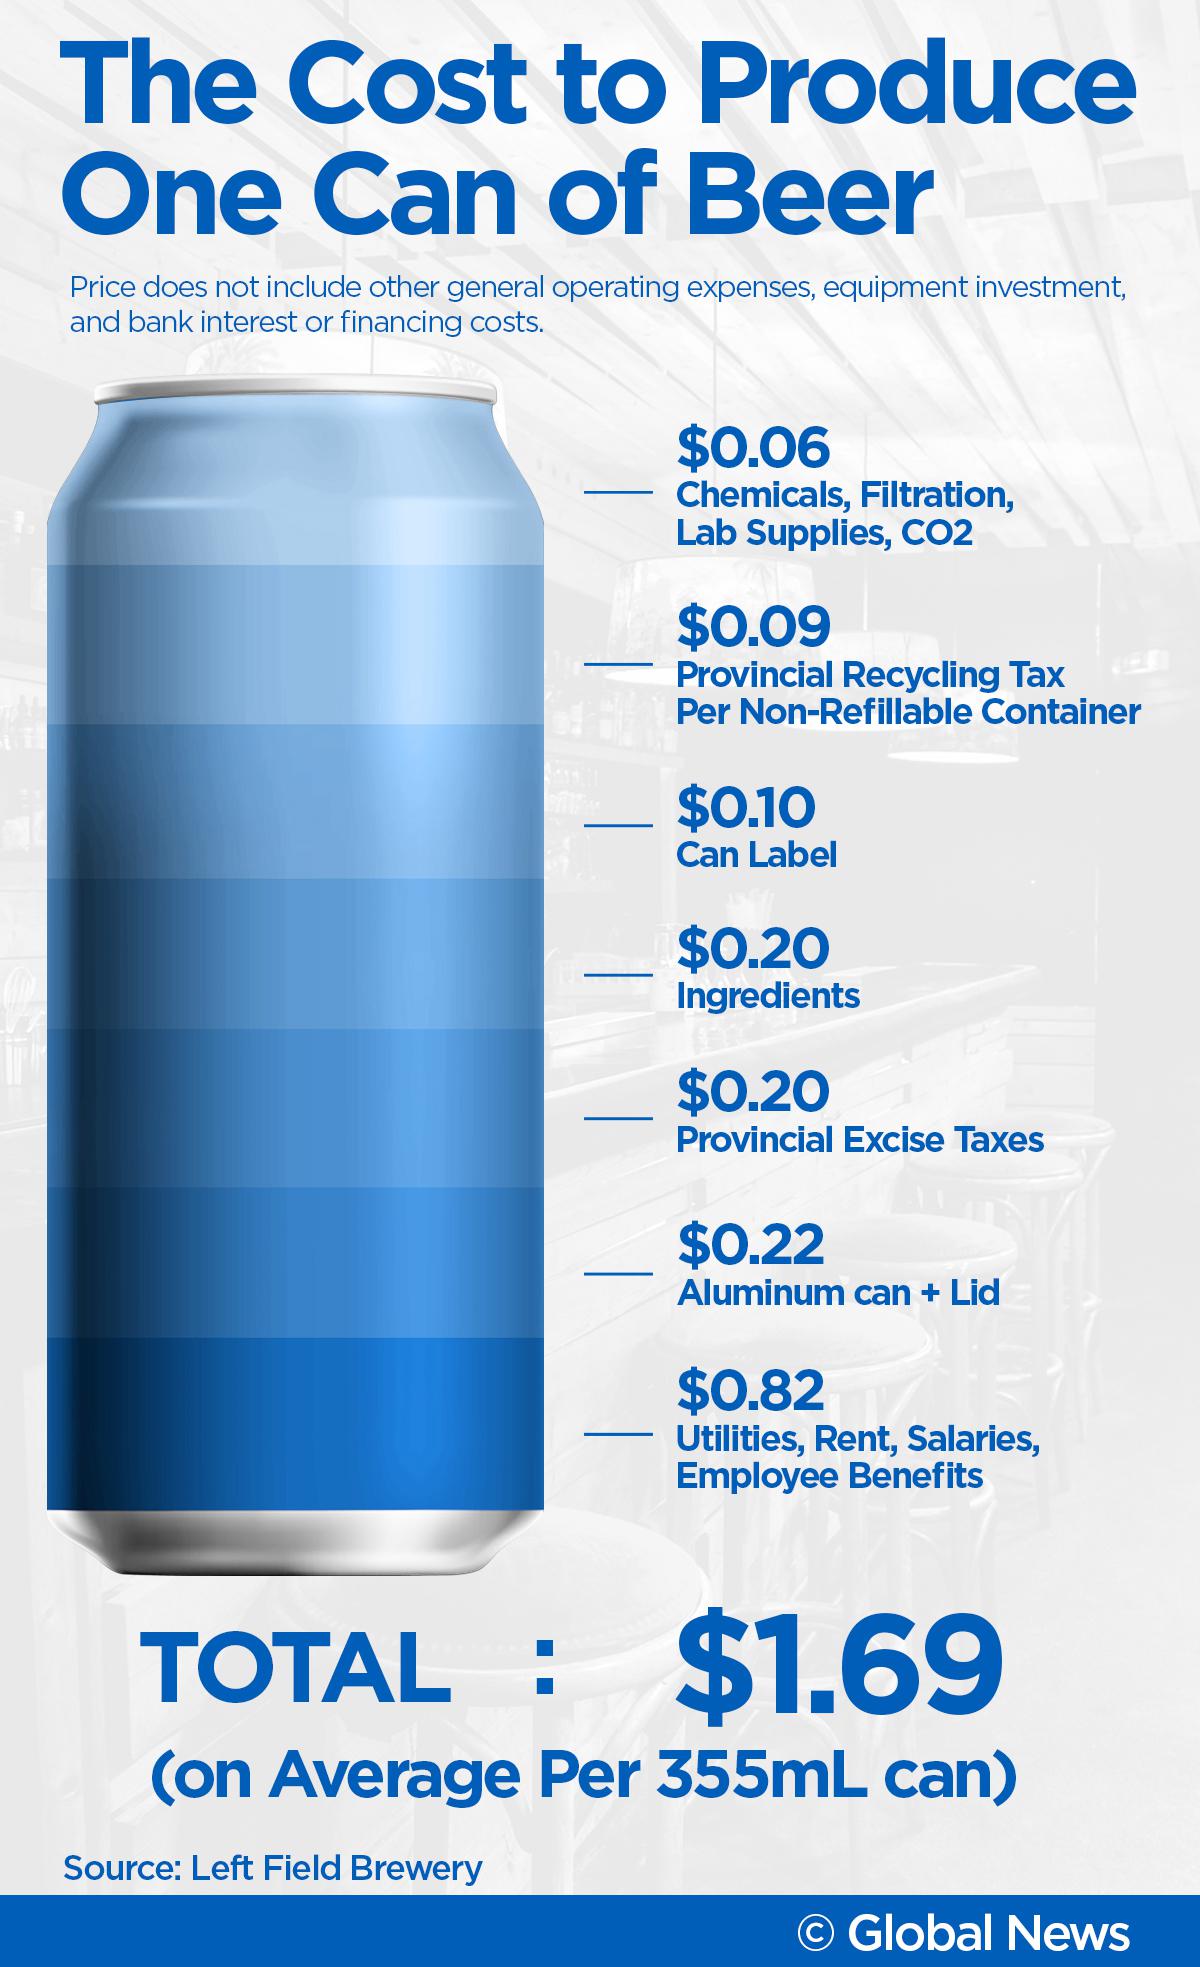 The Cost to Produce
One Can of Beer
Price does not include other general operating expenses, equipment investment,
and bank interest or financing costs.
$0.06
Chemicals, Filtration,
Lab Supplies, CO2
$0.09
Provincial Recycling Tax
Per Non-Refillable Container
$0.10
Can Label
$0.20
Ingredients
$0.20
Provincial Excise Taxes
$0.22
Aluminum can + Lid
$0.82
Utilities, Rent, Salaries,
Employee Benefits
TOTAL : $1.69
(on Average Per 355mL can)
Source: Left Field Brewery
© Global News